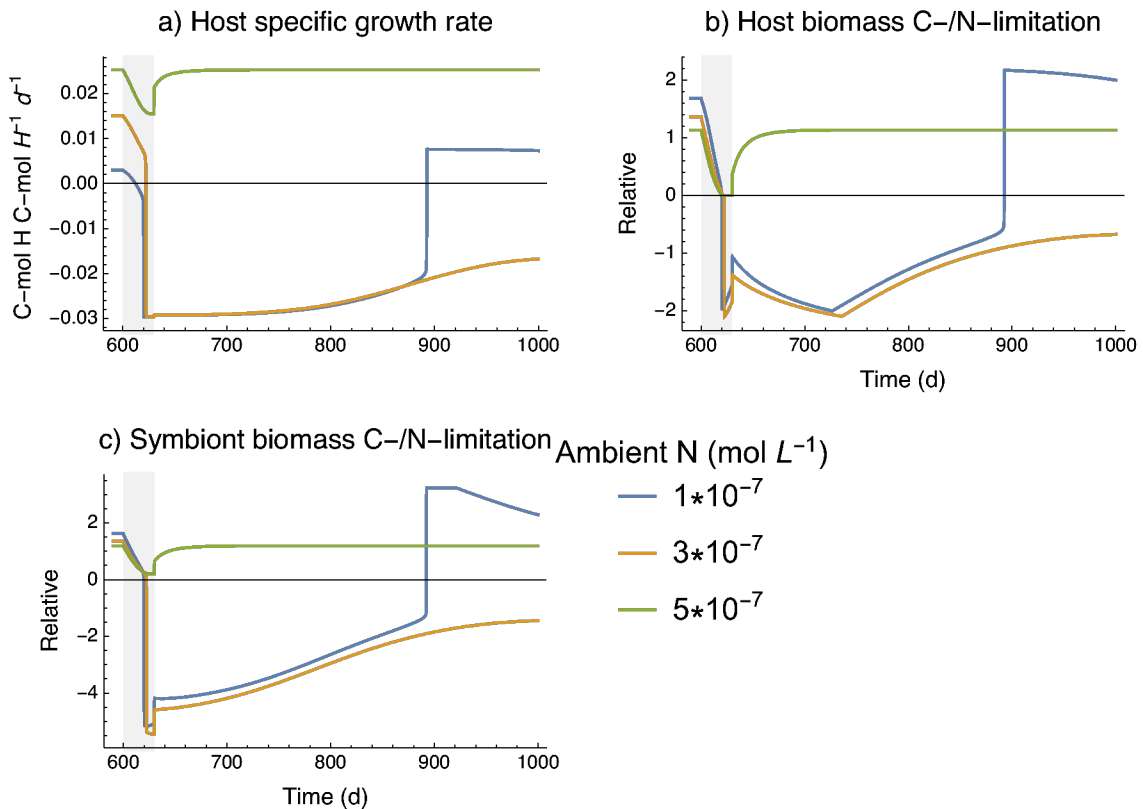 a) Host specific growth rate
C−mol H C−mol H⁻¹ d⁻¹
0.02
0.01
0.00
−0.01
−0.02
−0.03
600 700 800 900 1000
b) Host biomass C−/N−limitation
Relative
2
1
0
−1
−2
600 700 800 900 1000
Time (d)
c) Symbiont biomass C−/N−limitation
Relative
2
0
−2
−4
600 700 800 900 1000
Time (d)
Ambient N (mol L⁻¹)
1*10⁻⁷
3*10⁻⁷
5*10⁻⁷